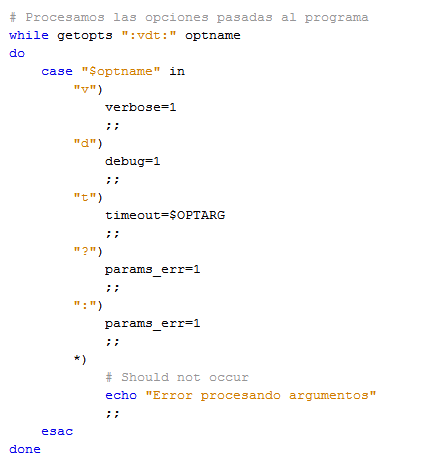 # Procesamos las opciones pasadas al programa
while getopts ":vdt:" optname
do
    case "$optname" in
        "v")
            verbose=1
            ;;
        "d")
            debug=1
            ;;
        "t")
            timeout=$OPTARG
            ;;
        "?")
            params_err=1
            ;;
        ":")
            params_err=1
            ;;
        *)
            # Should not occur
            echo "Error procesando argumentos"
            ;;
    esac
done